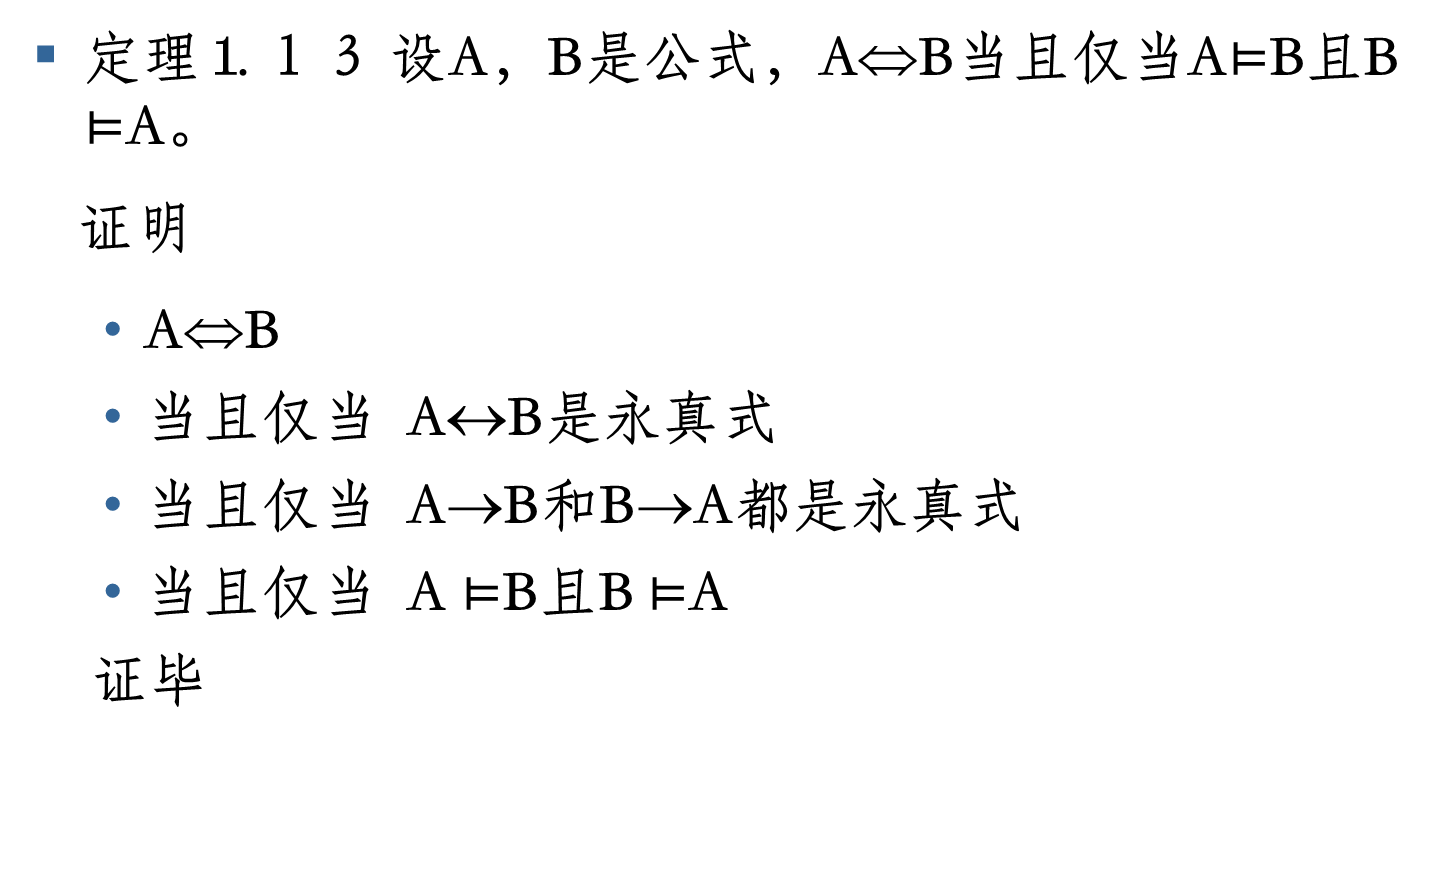 ▪ 定理1.13 设A，B是公式，A⇔B当且仅当A⊨B且B
⊨A。
证明
• A⇔B
• 当且仅当 A↔B是永真式
• 当且仅当 A→B和B→A都是永真式
• 当且仅当 A ⊨B且B ⊨A
证毕